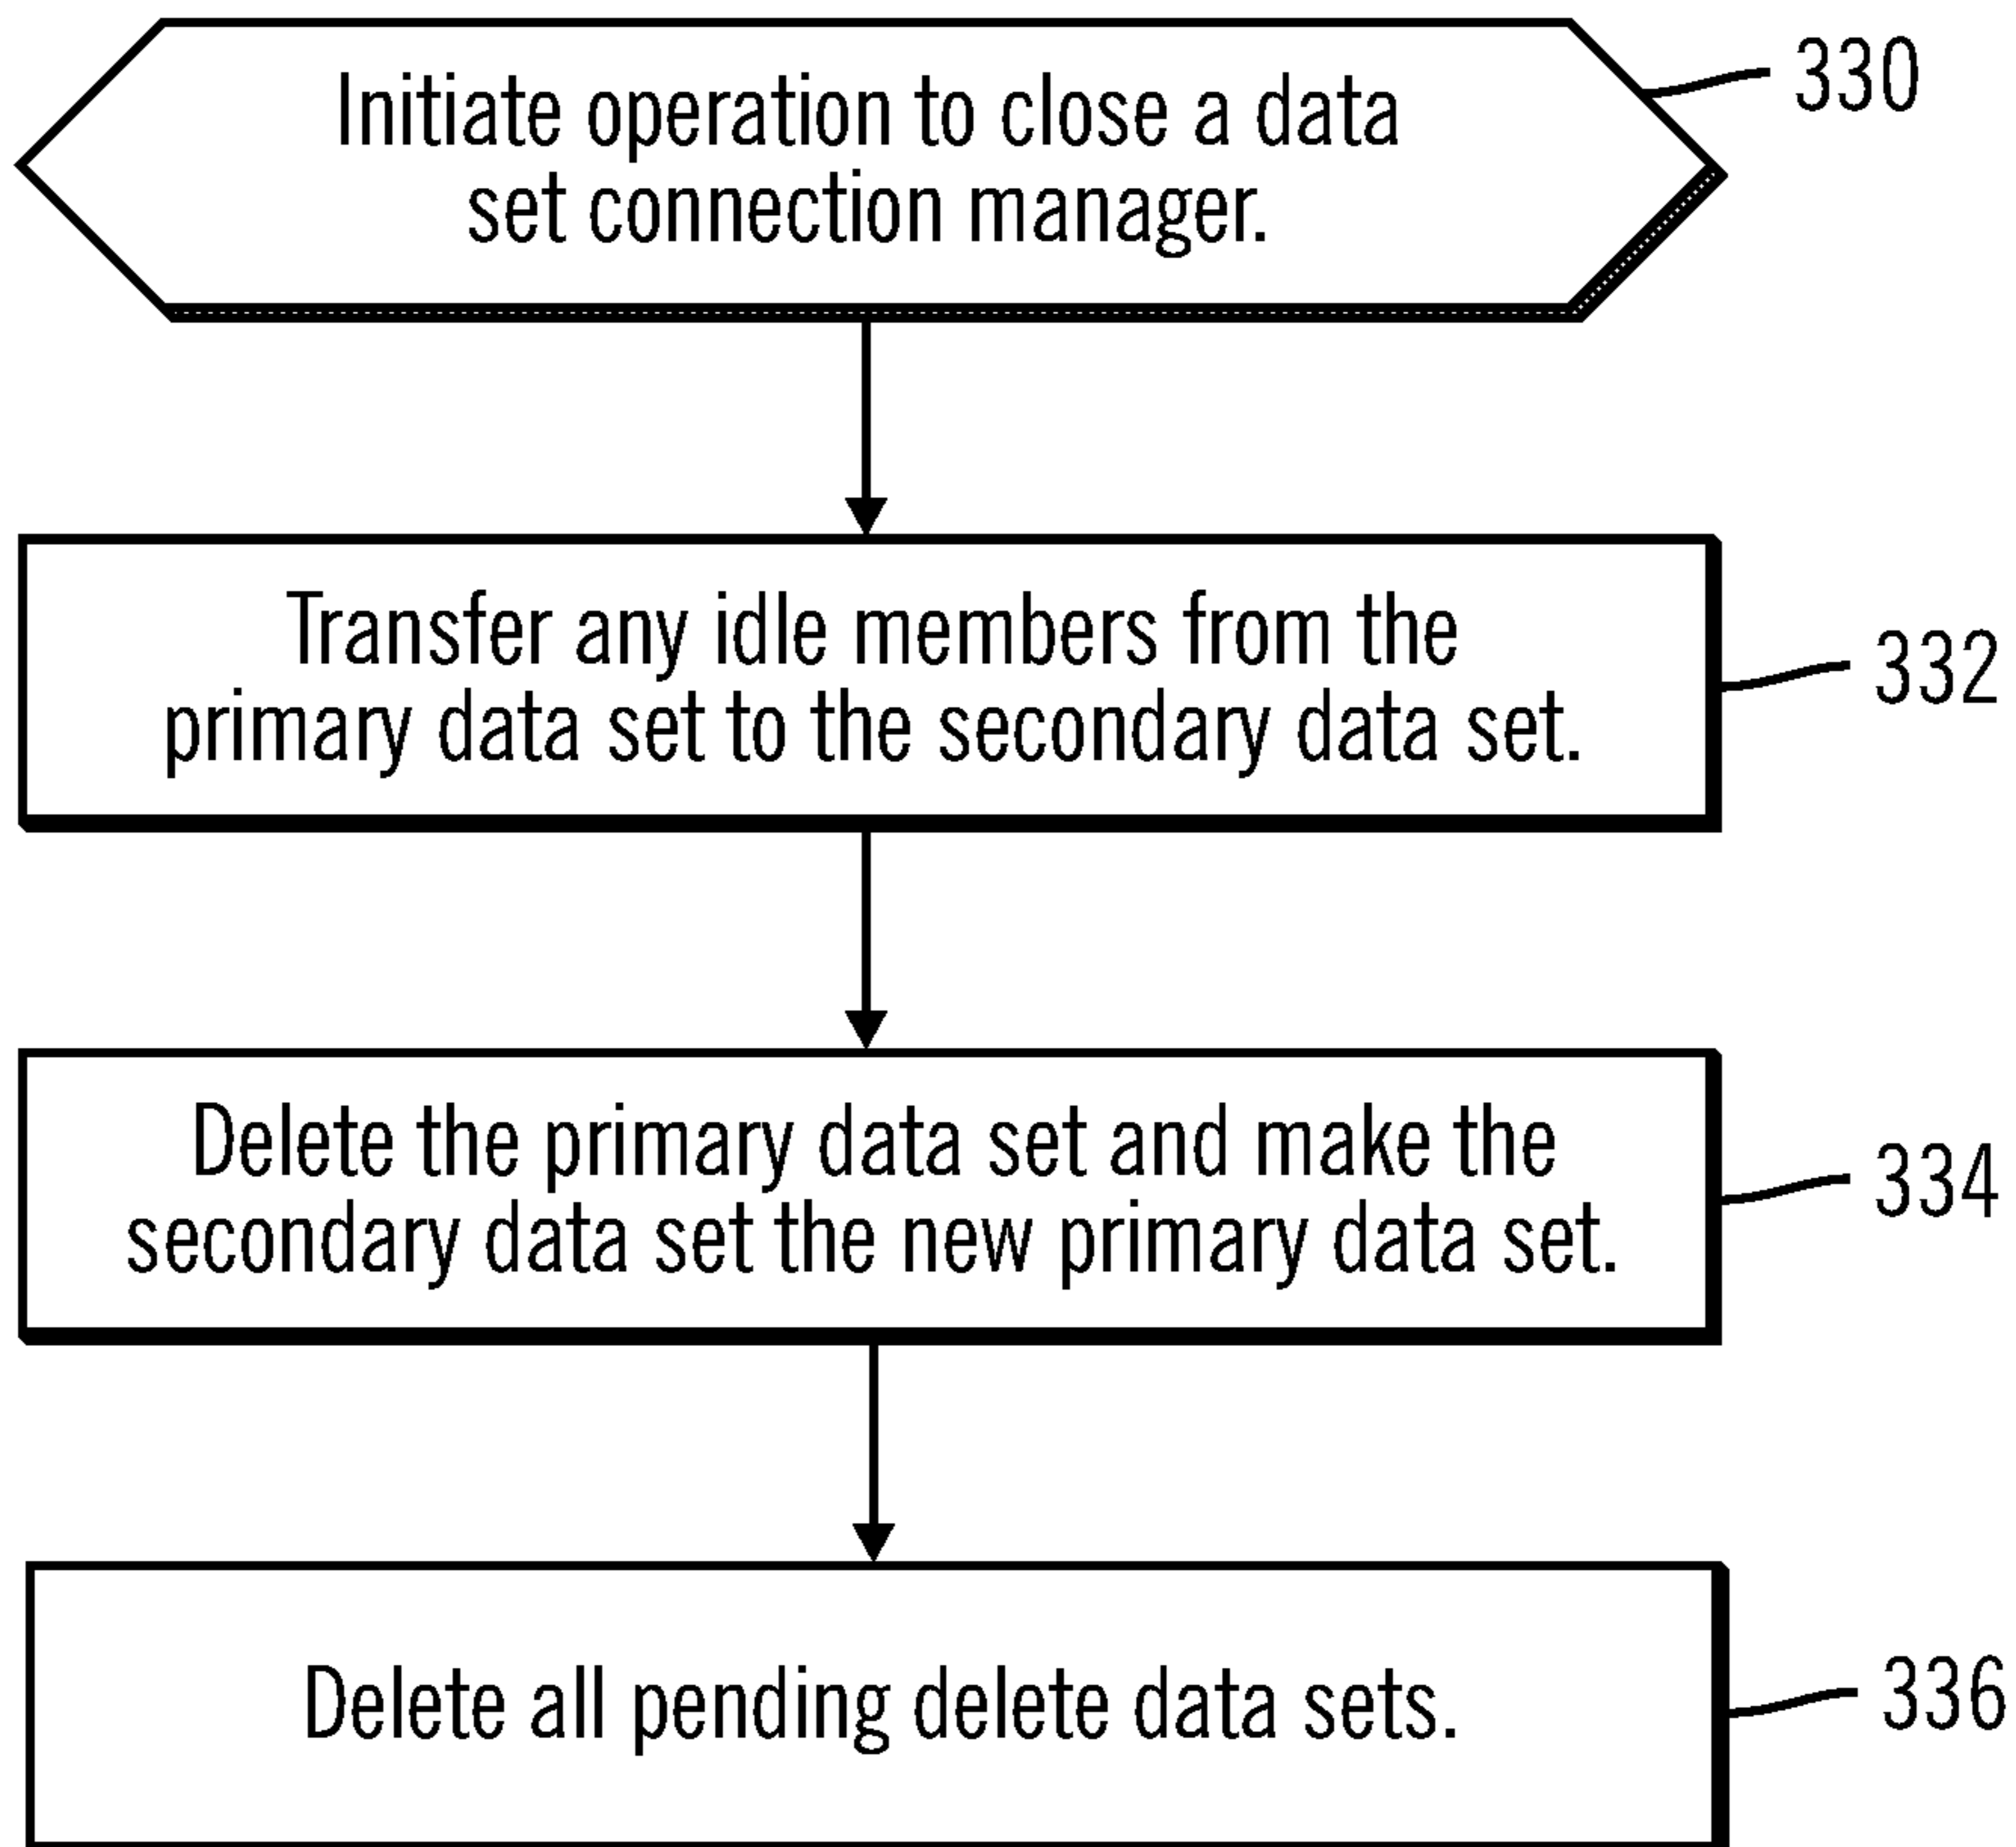 Initiate operation to close a data
set connection manager.
330
Transfer any idle members from the
primary data set to the secondary data set.
332
Delete the primary data set and make the
secondary data set the new primary data set.
334
Delete all pending delete data sets.
336